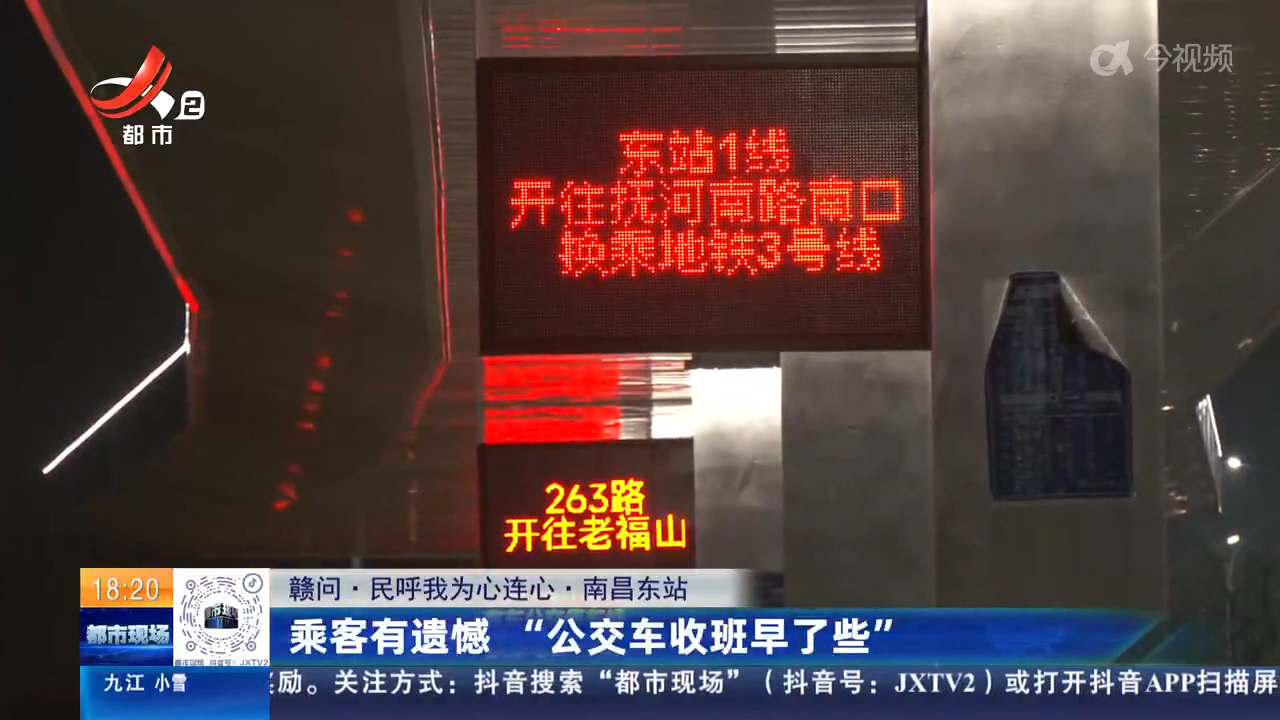 2
都市
今视频
东站1线
开往抚河南路南口
换乘地铁3号线
263路
开往老福山
18:20
赣问·民呼我为心连心·南昌东站
都市现场
乘客有遗憾 “公交车收班早了些”
九江 小雪
励。关注方式：抖音搜索“都市现场”（抖音号：JXTV2）或打开抖音APP扫描屏